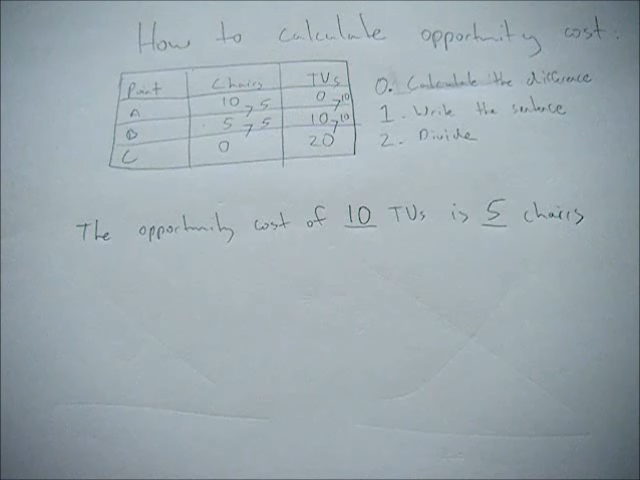 How to calculate opportunity cost.
Point Chairs TVs
A 10 > 5 0 > 10
B 5 > 5 10 > 10
C 0 20
0. Calculate the difference
1. Write the sentence
2. Divide
The opportunity cost of 10 TVs is 5 chairs